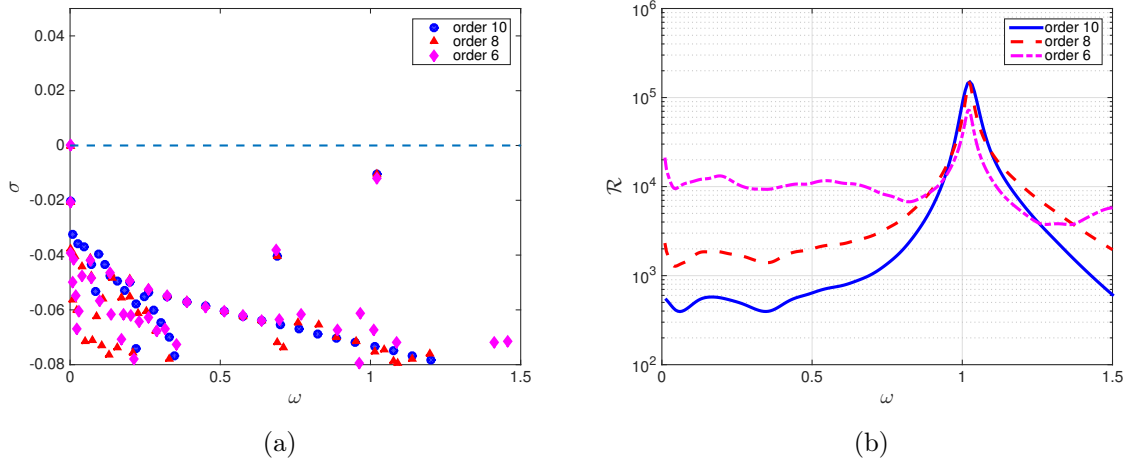 0.04
0.02
0
-0.02
-0.04
-0.06
-0.08
σ
0 0.5 1 1.5
ω
order 10
order 8
order 6
(a)
10^6
10^5
10^4
10^3
10^2
R
0 0.5 1 1.5
ω
order 10
order 8
order 6
(b)